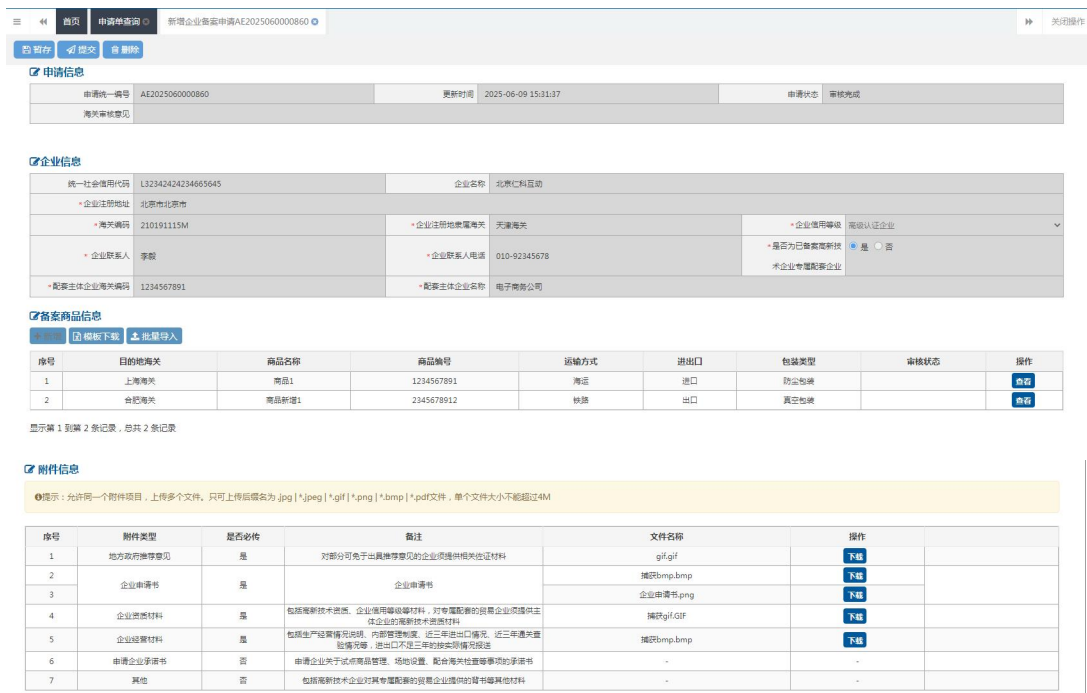 首页 申请单查询 新增企业备案申请AE2025060000860 关闭操作
暂存 提交 删除
申请信息
申请统一编号 AE2025060000860 更新时间 2025-06-09 15:31:37 申请状态 审核完成
海关审核意见
企业信息
统一社会信用代码 L32342424234665645 企业名称 北京仁科互动
*企业注册地址 北京市北京市
*海关编码 210191115M *企业注册地隶属海关 天津海关 *企业信用等级 高级认证企业
* 企业联系人 李毅 *企业联系人电话 010-92345678 *是否为已备案高新技 是 否
术企业专属配套企业
*配套主体企业海关编码 1234567891 *配套主体企业名称 电子商务公司
备案商品信息
模板下载 批量导入
序号 目的地海关 商品名称 商品编号 运输方式 进出口 包装类型 审核状态 操作
1 上海海关 商品1 1234567891 海运 进口 防尘包装 查看
2 合肥海关 商品新增1 2345678912 铁路 出口 真空包装 查看
显示第 1 到第 2 条记录，总共 2 条记录
附件信息
提示：允许同一个附件项目，上传多个文件。只可上传后缀名为 .jpg | *.jpeg | *.gif | *.png | *.bmp | *.pdf文件，单个文件大小不能超过4M
序号 附件类型 是否必传 备注 文件名称 操作
1 地方政府推荐意见 是 对部分可免于出具推荐意见的企业须提供相关佐证材料 gif.gif 下载
2 企业申请书 是 企业申请书 捕获bmp.bmp 下载
3 企业申请书.png 下载
4 企业资质材料 是 包括高新技术资质、企业信用等级等材料，对专属配套的贸易企业须提供主 捕获gif.GIF 下载
体企业的高新技术资质材料
5 企业经营材料 是 包括生产经营情况说明、内部管理制度、近三年进出口情况、近三年通关查 捕获bmp.bmp 下载
验情况等，进出口不足三年的按实际情况报送
6 申请企业承诺书 否 申请企业关于试点商品管理、场地设置、配合海关检查等事项的承诺书 - -
7 其他 否 包括高新技术企业对其专属配套的贸易企业提供的背书等其他材料 - -